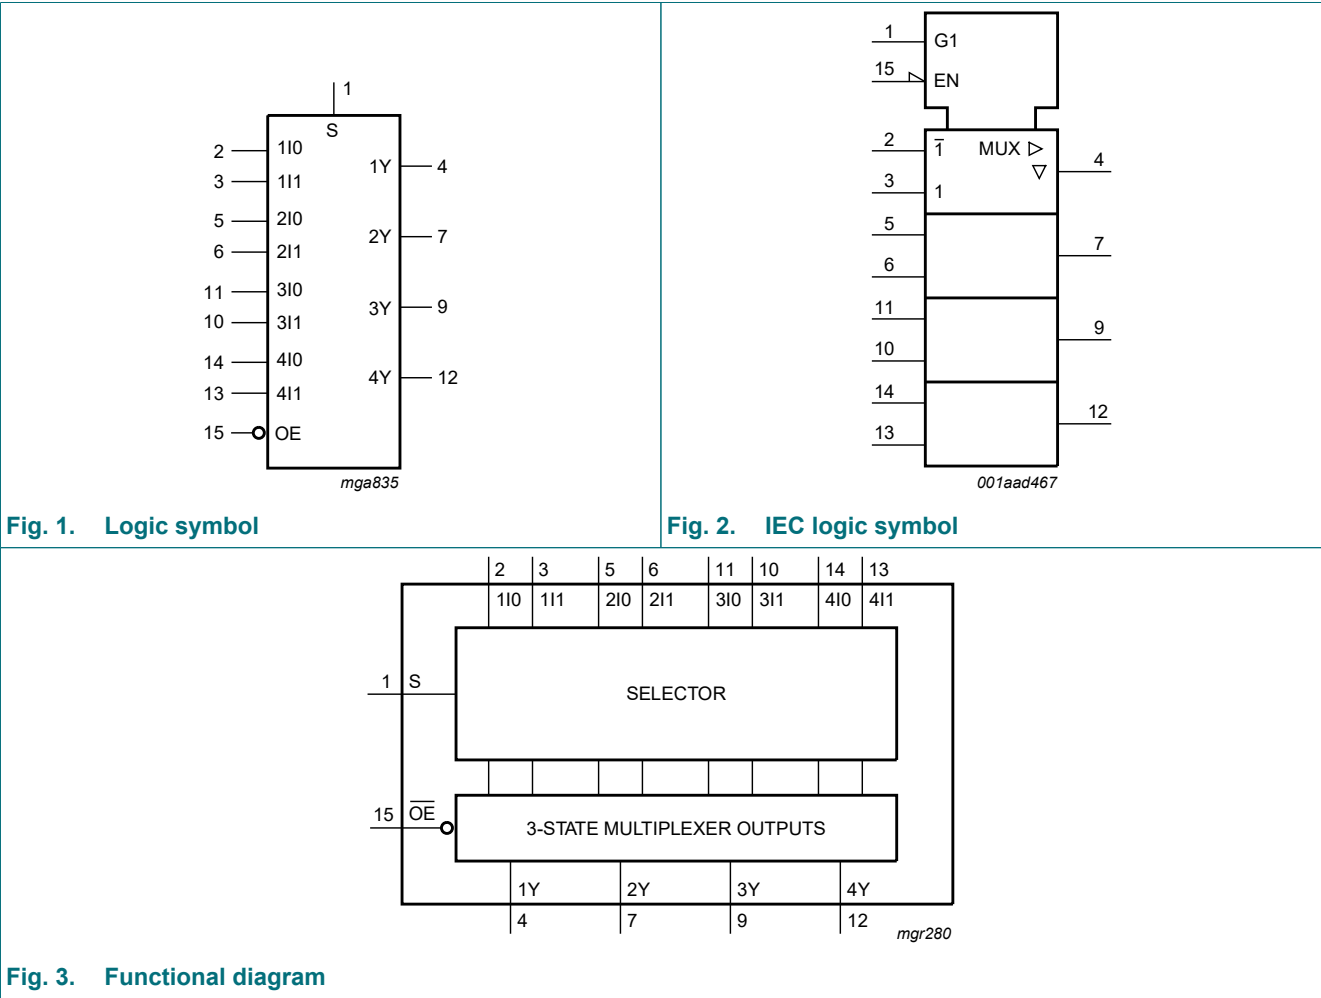 1
S
2 1I0
3 1I1
5 2I0
6 2I1
11 3I0
10 3I1
14 4I0
13 4I1
15 OE
1Y 4
2Y 7
3Y 9
4Y 12
mga835
Fig. 1. Logic symbol
1 G1
15 EN
2 1̅ MUX
3 1
5
6
11
10
14
13
4
7
9
12
001aad467
Fig. 2. IEC logic symbol
2 3 5 6 11 10 14 13
1I0 1I1 2I0 2I1 3I0 3I1 4I0 4I1
1 S
SELECTOR
15 O̅E̅
3-STATE MULTIPLEXER OUTPUTS
1Y 2Y 3Y 4Y
4 7 9 12
mgr280
Fig. 3. Functional diagram